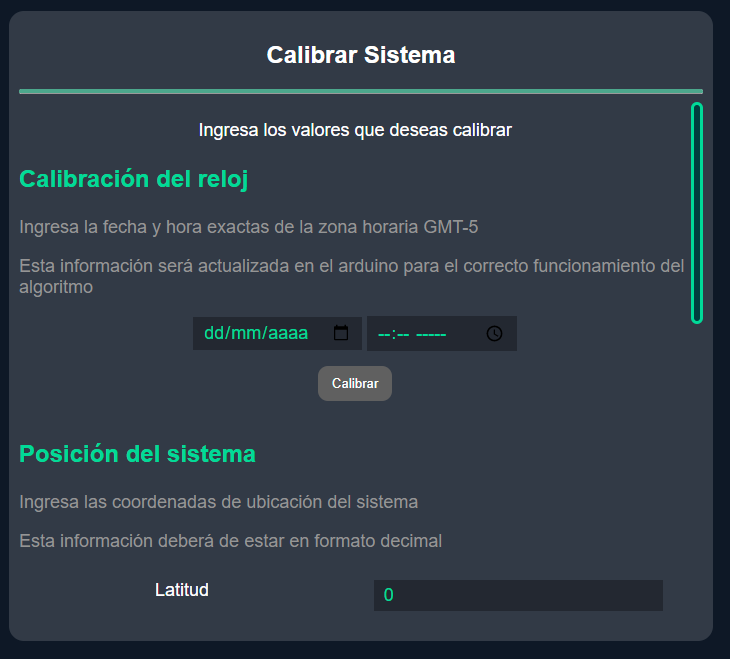 Calibrar Sistema
Ingresa los valores que deseas calibrar
Calibración del reloj
Ingresa la fecha y hora exactas de la zona horaria GMT-5
Esta información será actualizada en el arduino para el correcto funcionamiento del
algoritmo
dd/mm/aaaa --:-- -----
Calibrar
Posición del sistema
Ingresa las coordenadas de ubicación del sistema
Esta información deberá de estar en formato decimal
Latitud 0